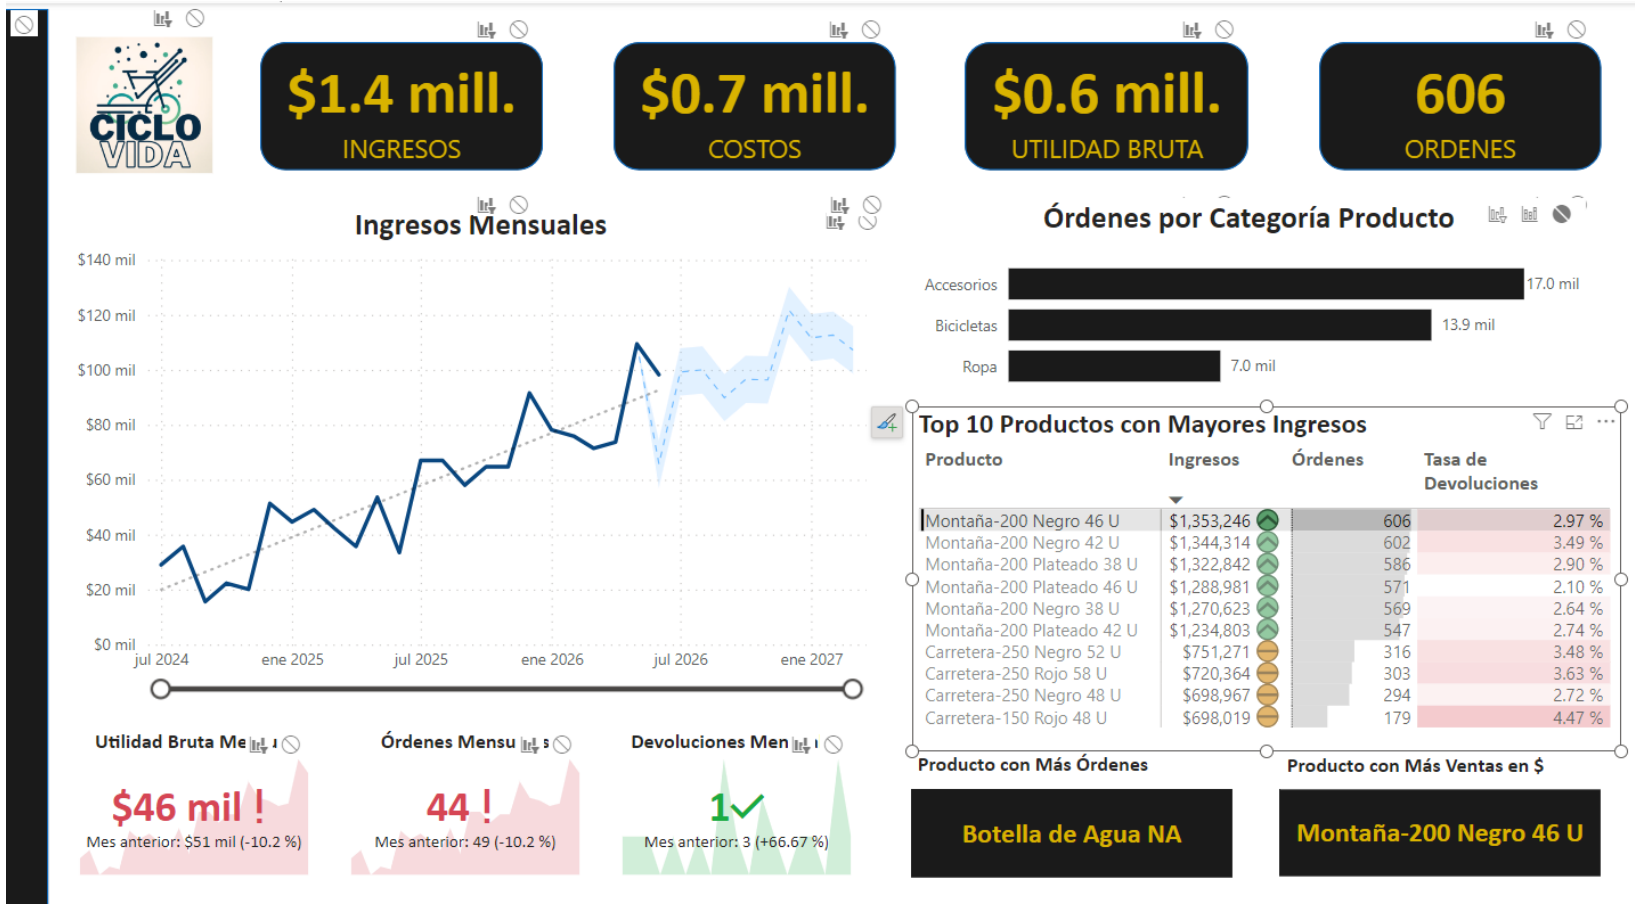 CICLO
VIDA
$1.4 mill.
INGRESOS
$0.7 mill.
COSTOS
$0.6 mill.
UTILIDAD BRUTA
606
ORDENES
Ingresos Mensuales
$140 mil
$120 mil
$100 mil
$80 mil
$60 mil
$40 mil
$20 mil
$0 mil
jul 2024
ene 2025
jul 2025
ene 2026
jul 2026
ene 2027
Órdenes por Categoría Producto
Accesorios 17.0 mil
Bicicletas 13.9 mil
Ropa 7.0 mil
Top 10 Productos con Mayores Ingresos
Producto Ingresos Órdenes Tasa de
Devoluciones
Montaña-200 Negro 46 U $1,353,246 606 2.97 %
Montaña-200 Negro 42 U $1,344,314 602 3.49 %
Montaña-200 Plateado 38 U $1,322,842 586 2.90 %
Montaña-200 Plateado 46 U $1,288,981 571 2.10 %
Montaña-200 Negro 38 U $1,270,623 569 2.64 %
Montaña-200 Plateado 42 U $1,234,803 547 2.74 %
Carretera-250 Negro 52 U $751,271 316 3.48 %
Carretera-250 Rojo 58 U $720,364 303 3.63 %
Carretera-250 Negro 48 U $698,967 294 2.72 %
Carretera-150 Rojo 48 U $698,019 179 4.47 %
Utilidad Bruta
$46 mil !
Mes anterior: $51 mil (-10.2 %)
Órdenes
44 !
Mes anterior: 49 (-10.2 %)
Devoluciones
1
Mes anterior: 3 (+66.67 %)
Producto con Más Órdenes
Botella de Agua NA
Producto con Más Ventas en $
Montaña-200 Negro 46 U